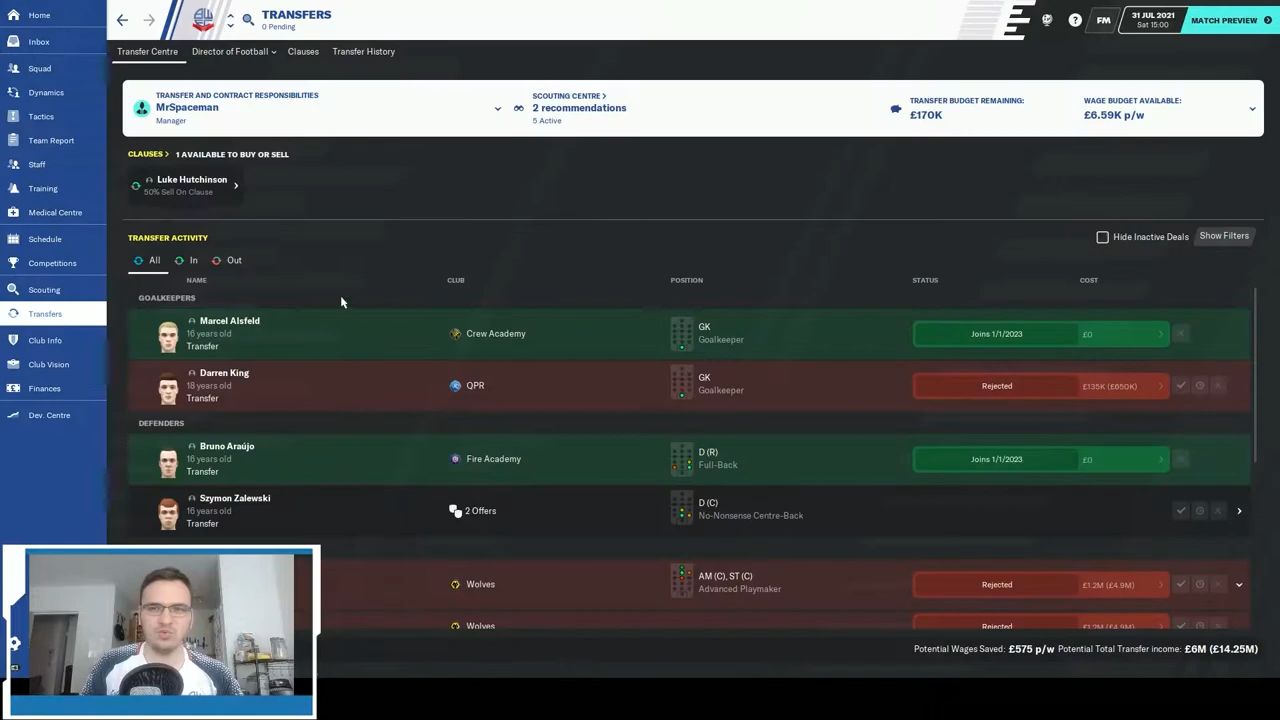 Home
Inbox
Squad
Dynamics
Tactics
Team Report
Staff
Training
Medical Centre
Schedule
Competitions
Scouting
Transfers
Club Info
Club Vision
Finances
Dev. Centre
TRANSFERS
0 Pending
?
FM
31 JUL 2021
Sat 15:00
MATCH PREVIEW
Transfer Centre
Director of Football
Clauses
Transfer History
TRANSFER AND CONTRACT RESPONSIBILITIES
MrSpaceman
Manager
SCOUTING CENTRE >
2 recommendations
5 Active
TRANSFER BUDGET REMAINING:
£170K
WAGE BUDGET AVAILABLE:
£6.59K p/w
CLAUSES > 1 AVAILABLE TO BUY OR SELL
Luke Hutchinson
50% Sell On Clause
TRANSFER ACTIVITY
Hide Inactive Deals
Show Filters
All
In
Out
NAME CLUB POSITION STATUS COST
GOALKEEPERS
Marcel Alsfeld
16 years old
Transfer
Crew Academy
GK
Goalkeeper
Joins 1/1/2023
£0
Darren King
18 years old
Transfer
QPR
GK
Goalkeeper
Rejected
£135K (£650K)
DEFENDERS
Bruno Araújo
16 years old
Transfer
Fire Academy
D (R)
Full-Back
Joins 1/1/2023
£0
Szymon Zalewski
16 years old
Transfer
2 Offers
D (C)
No-Nonsense Centre-Back
Wolves
AM (C), ST (C)
Advanced Playmaker
Rejected
£1.2M (£4.9M)
Wolves
Rejected
£1.2M (£4.9M)
Potential Wages Saved: £575 p/w Potential Total Transfer income: £6M (£14.25M)